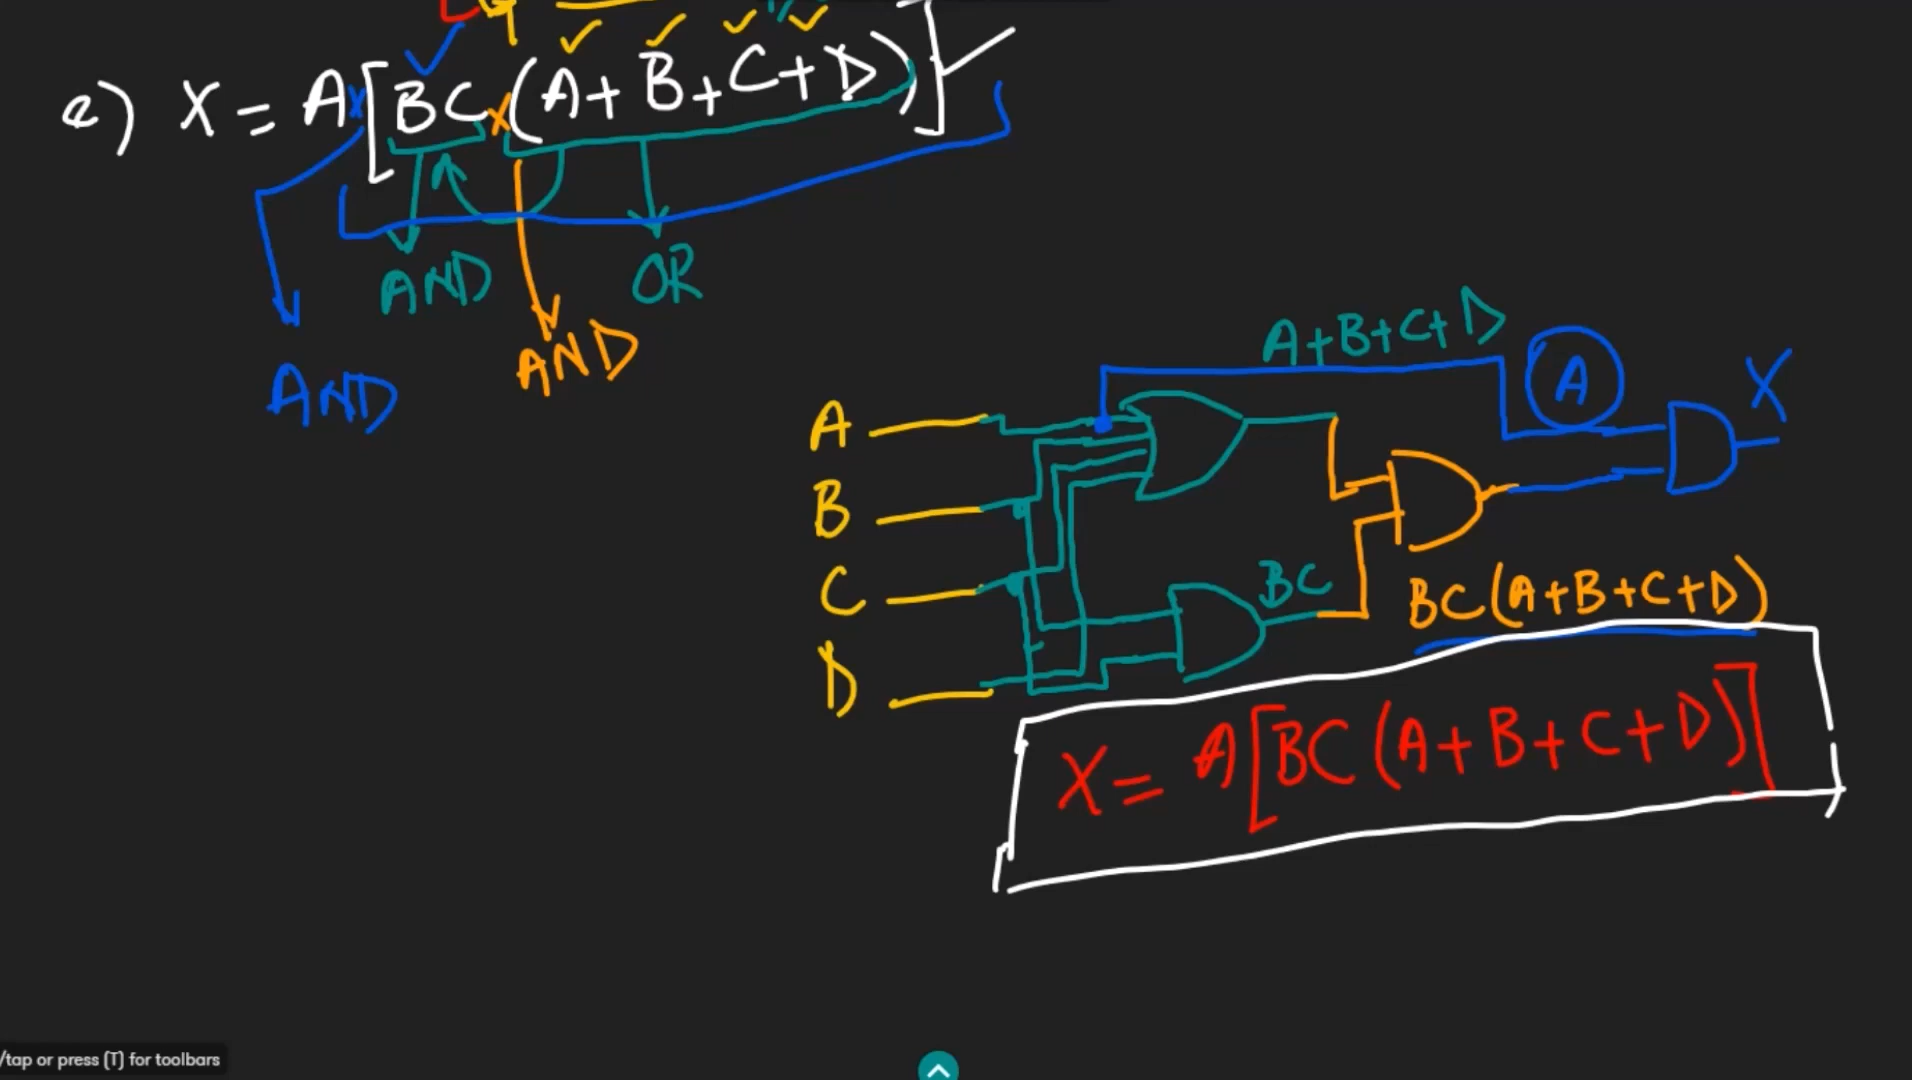 e) X = A[BC(A+B+C+D)]
AND
OR
AND
AND
A+B+C+D
A
X
A
B
C
BC
BC(A+B+C+D)
D
X = A[BC(A+B+C+D)]
/tap or press (T) for toolbars